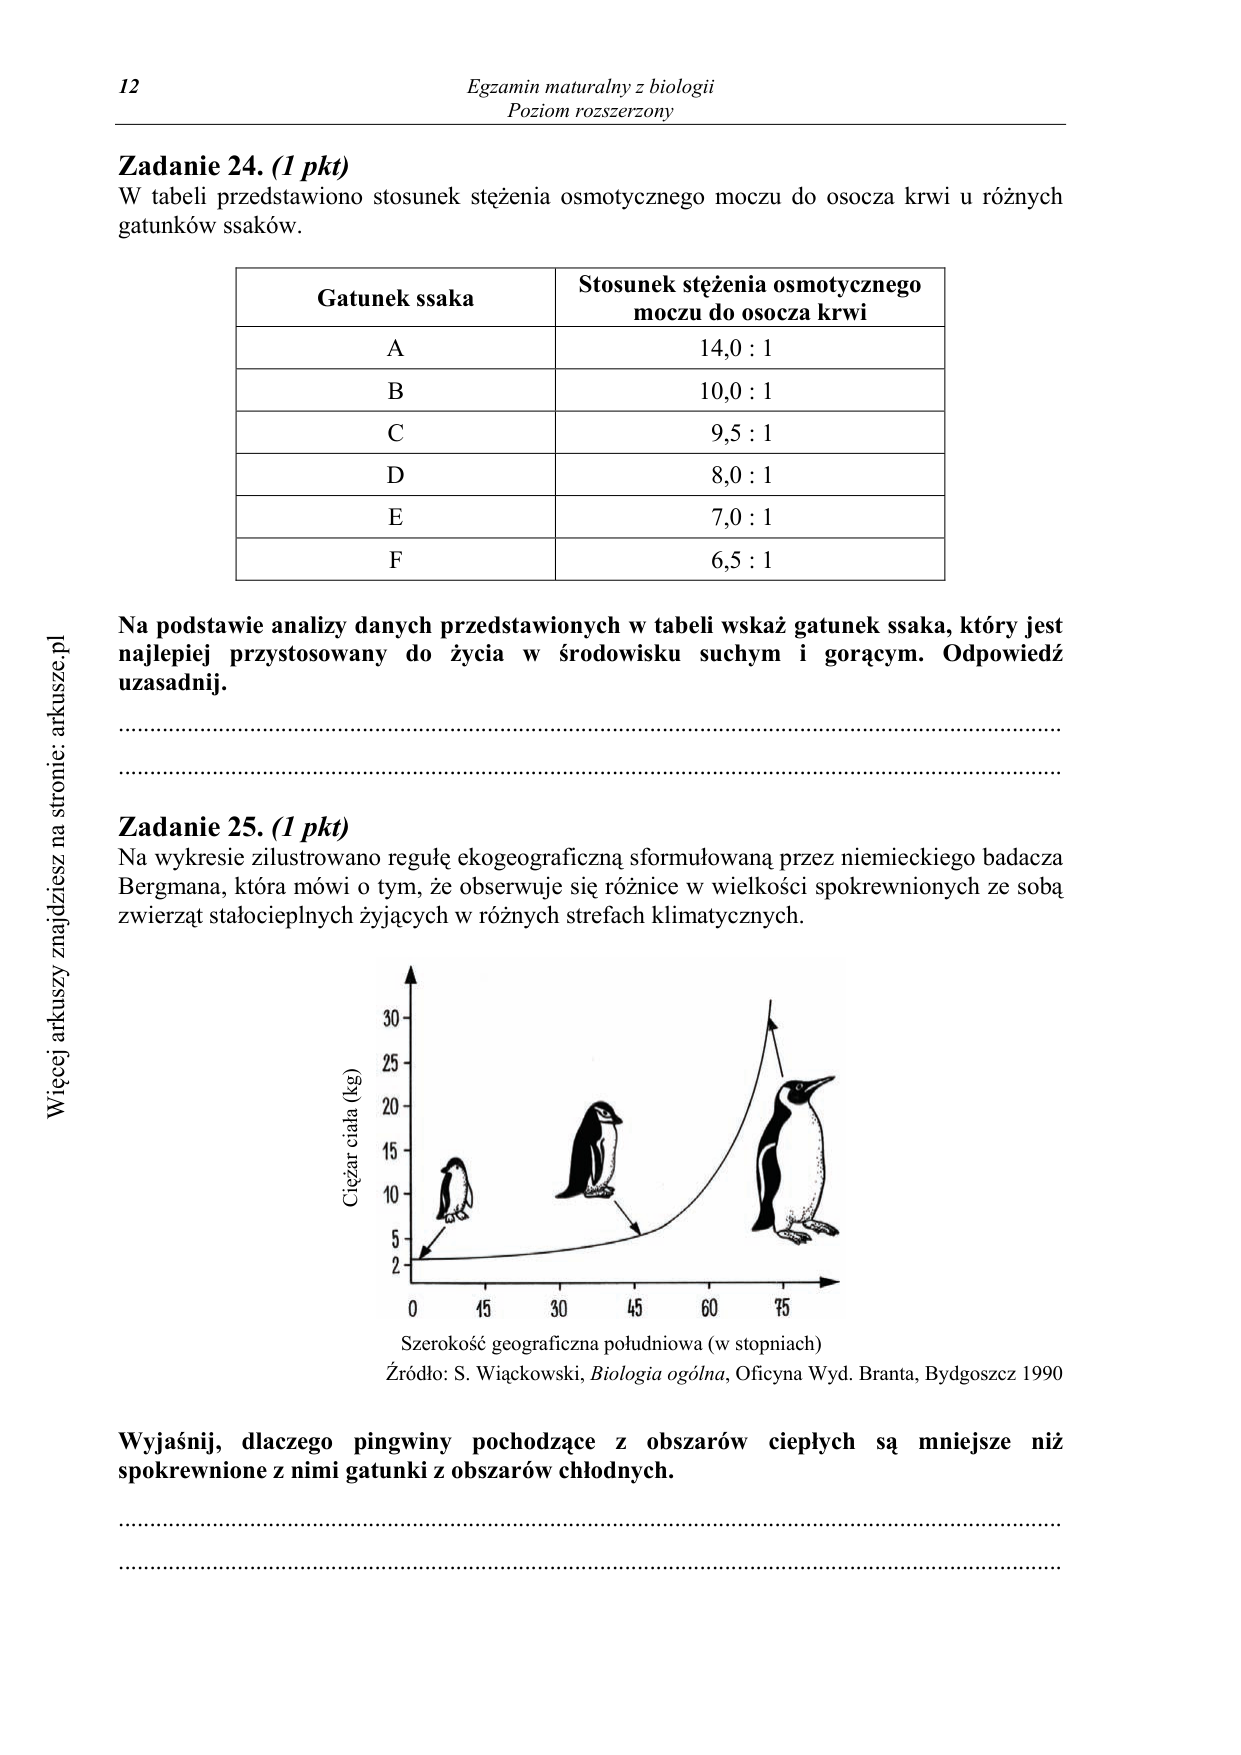 12
Egzamin maturalny z biologii
Poziom rozszerzony
Zadanie 24. (1 pkt)
W tabeli przedstawiono stosunek stężenia osmotycznego moczu do osocza krwi u różnych
gatunków ssaków.
Gatunek ssaka
Stosunek stężenia osmotycznego
moczu do osocza krwi
A 14,0 : 1
B 10,0 : 1
C 9,5 : 1
D 8,0 : 1
E 7,0 : 1
F 6,5 : 1
Na podstawie analizy danych przedstawionych w tabeli wskaż gatunek ssaka, który jest
najlepiej przystosowany do życia w środowisku suchym i gorącym. Odpowiedź
uzasadnij.
Zadanie 25. (1 pkt)
Na wykresie zilustrowano regułę ekogeograficzną sformułowaną przez niemieckiego badacza
Bergmana, która mówi o tym, że obserwuje się różnice w wielkości spokrewnionych ze sobą
zwierząt stałocieplnych żyjących w różnych strefach klimatycznych.
Ciężar ciała (kg)
30
25
20
15
10
5
2
0 15 30 45 60 75
Szerokość geograficzna południowa (w stopniach)
Źródło: S. Wiąckowski, Biologia ogólna, Oficyna Wyd. Branta, Bydgoszcz 1990
Wyjaśnij, dlaczego pingwiny pochodzące z obszarów ciepłych są mniejsze niż
spokrewnione z nimi gatunki z obszarów chłodnych.
Więcej arkuszy znajdziesz na stronie: arkusze.pl